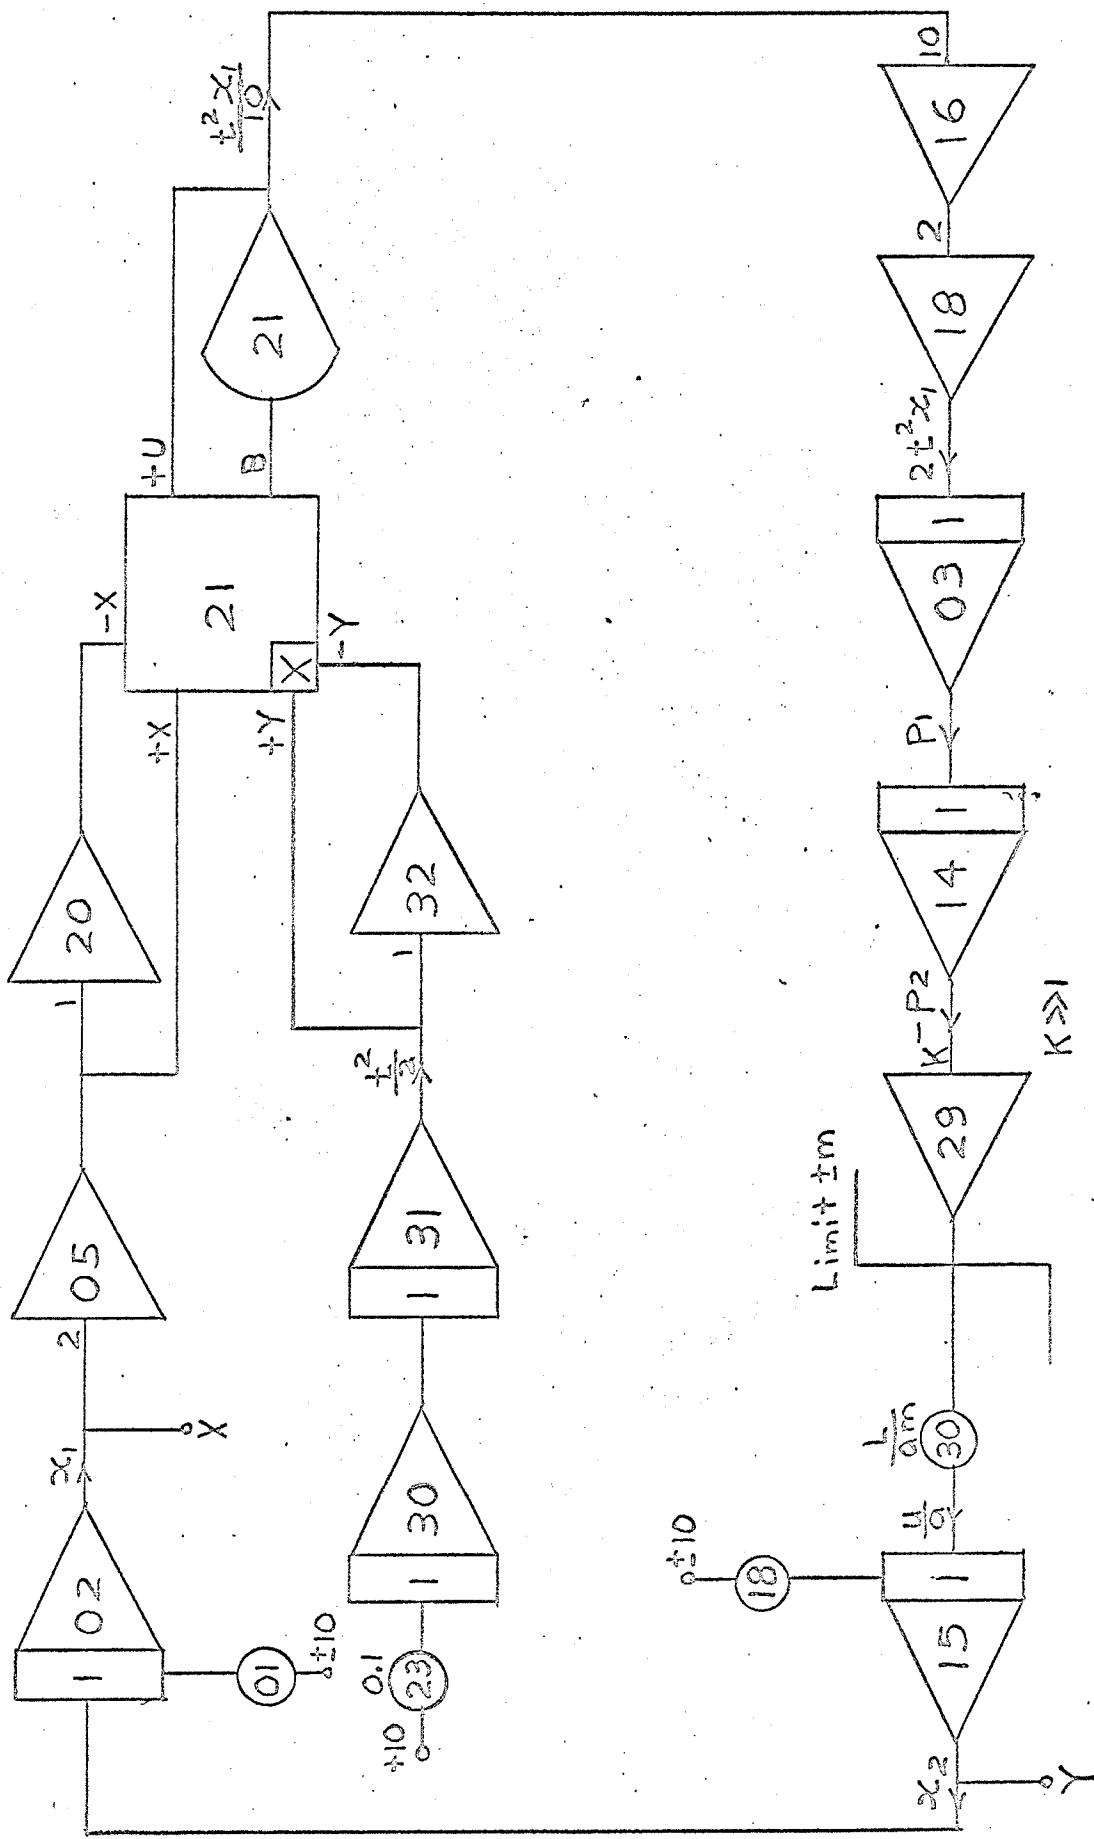 02
1
01
±10
x₁
X
2
05
1
20
-X
+X
21
X
+Y
-Y
+U
B
21
t²x₁/10
+10
0.1
23
1
30
1
31
t²/2
1
32
10
16
2
18
2t²x₁
1
03
P₁
1
14
-P₂
K
29
K≫1
Limit ±m
L/am
30
u/a
±10
18
1
15
x₂
Y